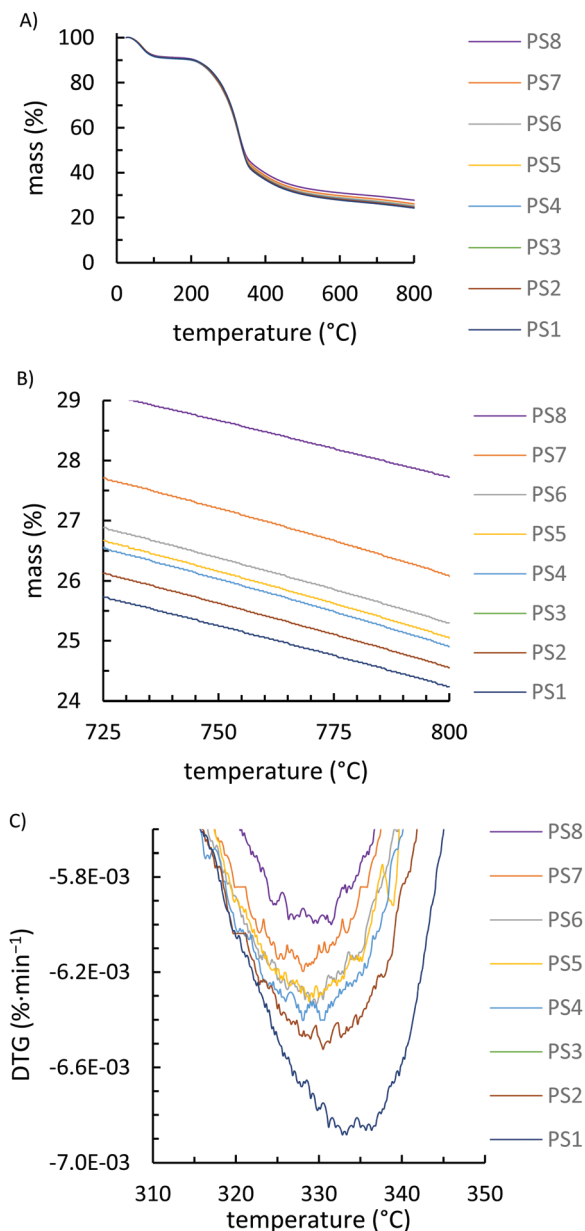 A)
100
80
60
40
20
0
mass (%)
0 200 400 600 800
temperature (°C)
PS8
PS7
PS6
PS5
PS4
PS3
PS2
PS1
B)
29
28
27
26
25
24
mass (%)
725 750 775 800
temperature (°C)
PS8
PS7
PS6
PS5
PS4
PS3
PS2
PS1
C)
-5.8E-03
-6.2E-03
-6.6E-03
-7.0E-03
DTG (%·min⁻¹)
310 320 330 340 350
temperature (°C)
PS8
PS7
PS6
PS5
PS4
PS3
PS2
PS1